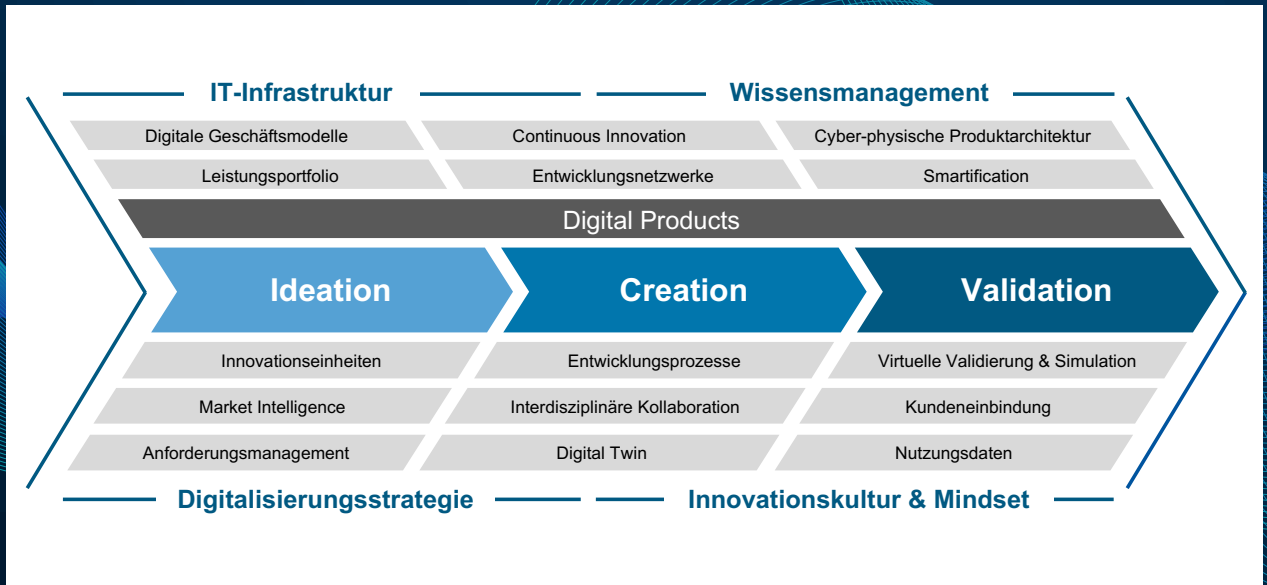 IT-Infrastruktur
Wissensmanagement
Digitale Geschäftsmodelle
Continuous Innovation
Cyber-physische Produktarchitektur
Leistungsportfolio
Entwicklungsnetzwerke
Smartification
Digital Products
Ideation
Creation
Validation
Innovationseinheiten
Entwicklungsprozesse
Virtuelle Validierung & Simulation
Market Intelligence
Interdisziplinäre Kollaboration
Kundeneinbindung
Anforderungsmanagement
Digital Twin
Nutzungsdaten
Digitalisierungsstrategie
Innovationskultur & Mindset